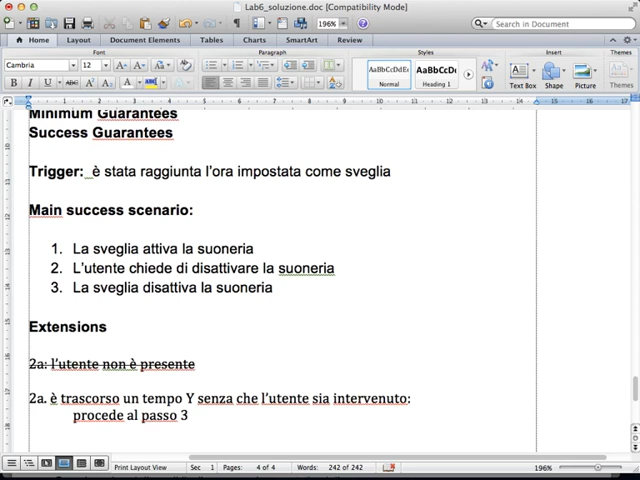 Lab6_soluzione.doc [Compatibility Mode]
196%
Search in Document
Home Layout Document Elements Tables Charts SmartArt Review
Font Paragraph Styles Insert Themes
Cambria 12 AaBbCcDdEe AaBbCcDc
Normal Heading 1 Text Box Shape Picture Themes
Minimum Guarantees
Success Guarantees
Trigger: è stata raggiunta l'ora impostata come sveglia
Main success scenario:
1. La sveglia attiva la suoneria
2. L'utente chiede di disattivare la suoneria
3. La sveglia disattiva la suoneria
Extensions
2a: l'utente non è presente
2a. è trascorso un tempo Y senza che l'utente sia intervenuto:
procede al passo 3
Print Layout View Sec 1 Pages: 4 of 4 Words: 242 of 242 196%